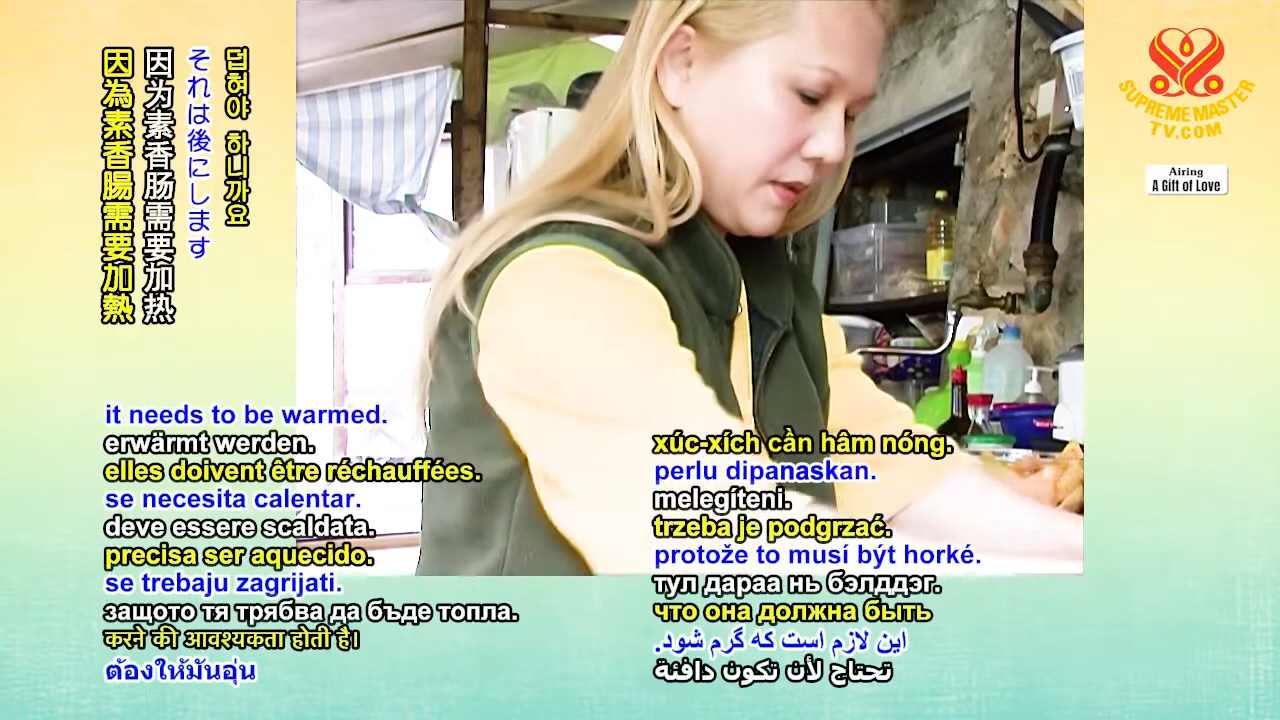 덥혀야 하니까요
それは後にします
因为素香肠需要加热
因為素香腸需要加熱
SUPREME MASTER
TV.COM
Airing
A Gift of Love
it needs to be warmed.
erwärmt werden.
elles doivent être réchauffées.
se necesita calentar.
deve essere scaldata.
precisa ser aquecido.
se trebaju zagrijati.
защото тя трябва да бъде топла.
करने की आवश्यकता होती है।
ต้องให้มันอุ่น
xúc-xích cần hâm nóng.
perlu dipanaskan.
melegíteni.
trzeba je podgrzać.
protože to musí být horké.
тул дараа нь бэлддэг.
что она должна быть
این لازم است که گرم شود.
تحتاج لأن تكون دافئة